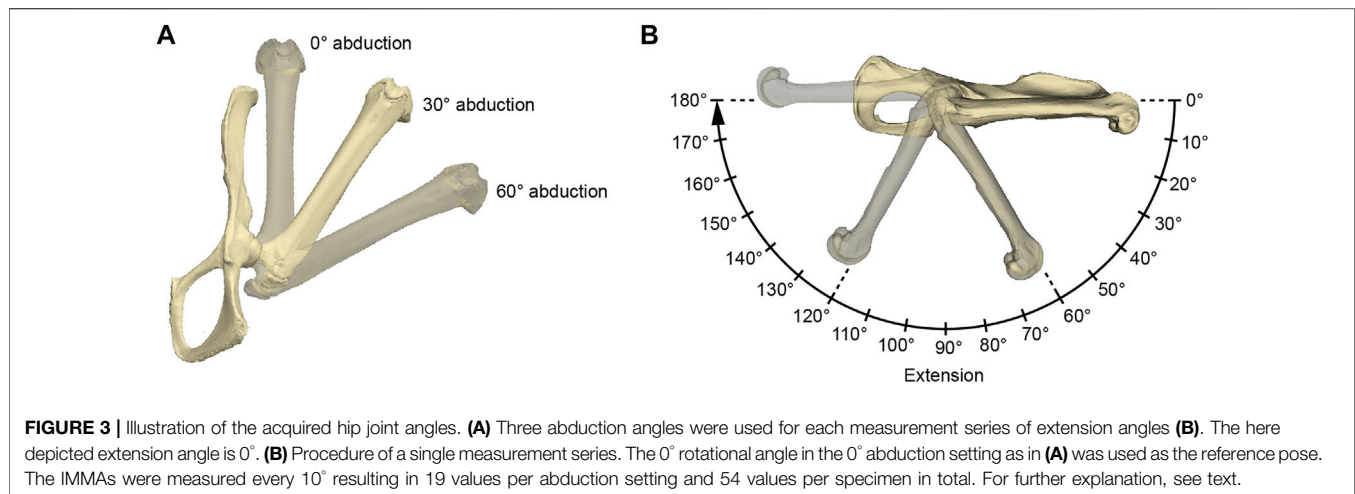 A
0° abduction
30° abduction
60° abduction
B
180°
0°
170°
10°
160°
20°
150°
30°
140°
40°
130°
50°
120°
60°
110°
70°
100°
80°
90°
Extension
FIGURE 3 | Illustration of the acquired hip joint angles. (A) Three abduction angles were used for each measurement series of extension angles (B). The here
depicted extension angle is 0°. (B) Procedure of a single measurement series. The 0° rotational angle in the 0° abduction setting as in (A) was used as the reference pose.
The IMMAs were measured every 10° resulting in 19 values per abduction setting and 54 values per specimen in total. For further explanation, see text.